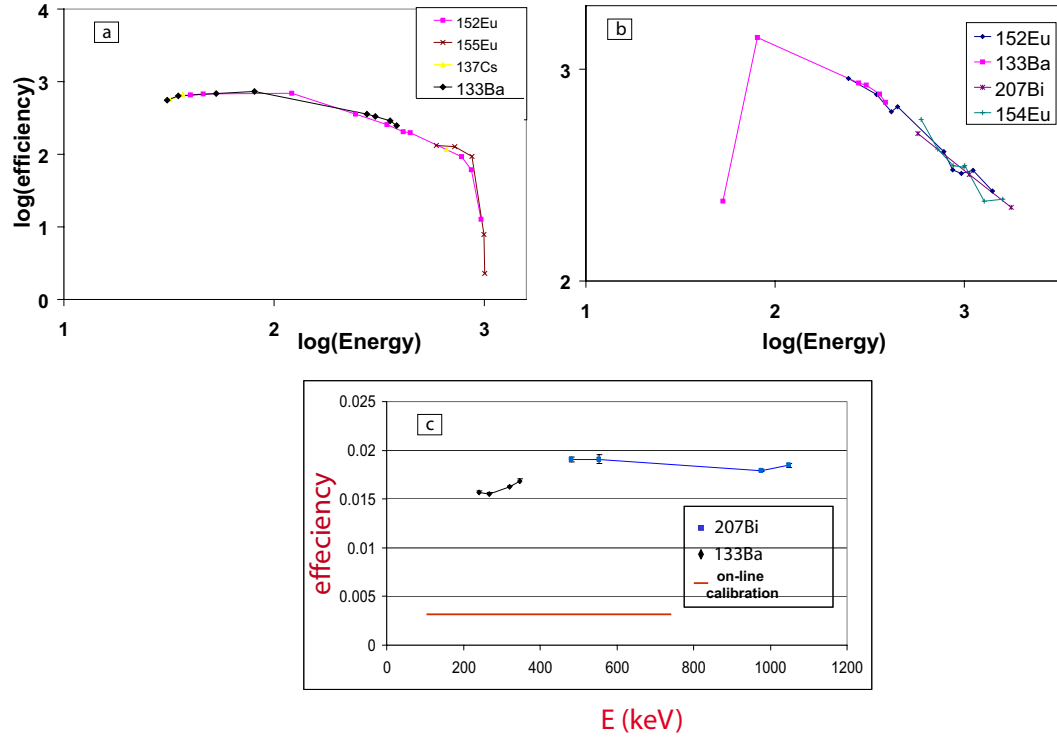 a
4
3
2
1
0
1
2
3
log(efficiency)
log(Energy)
152Eu
155Eu
137Cs
133Ba
b
3
2
1
2
3
log(Energy)
152Eu
133Ba
207Bi
154Eu
c
0.025
0.02
0.015
0.01
0.005
0
0
200
400
600
800
1000
1200
effeciency
E (keV)
207Bi
133Ba
on-line
calibration